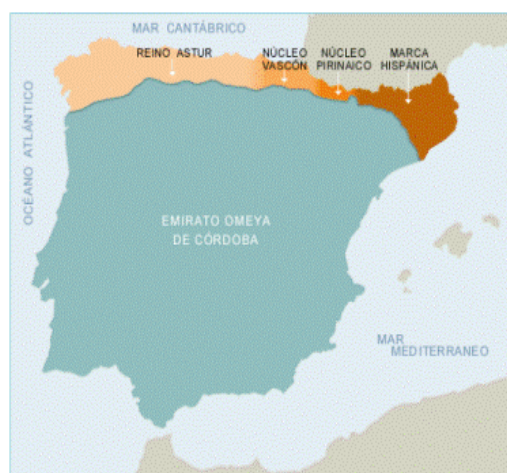 MAR CANTÁBRICO
REINO ASTUR
NÚCLEO
VASCÓN
NÚCLEO
PIRINAICO
MARCA
HISPÁNICA
OCÉANO ATLÁNTICO
EMIRATO OMEYA
DE CÓRDOBA
MAR
MEDITERRANEO